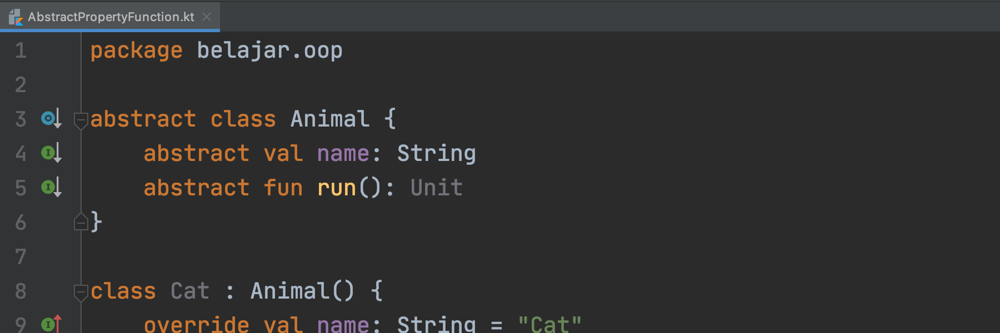 AbstractPropertyFunction.kt
1 package belajar.oop
2
3 abstract class Animal {
4 abstract val name: String
5 abstract fun run(): Unit
6 }
7
8 class Cat : Animal() {
9 override val name: String = "Cat"